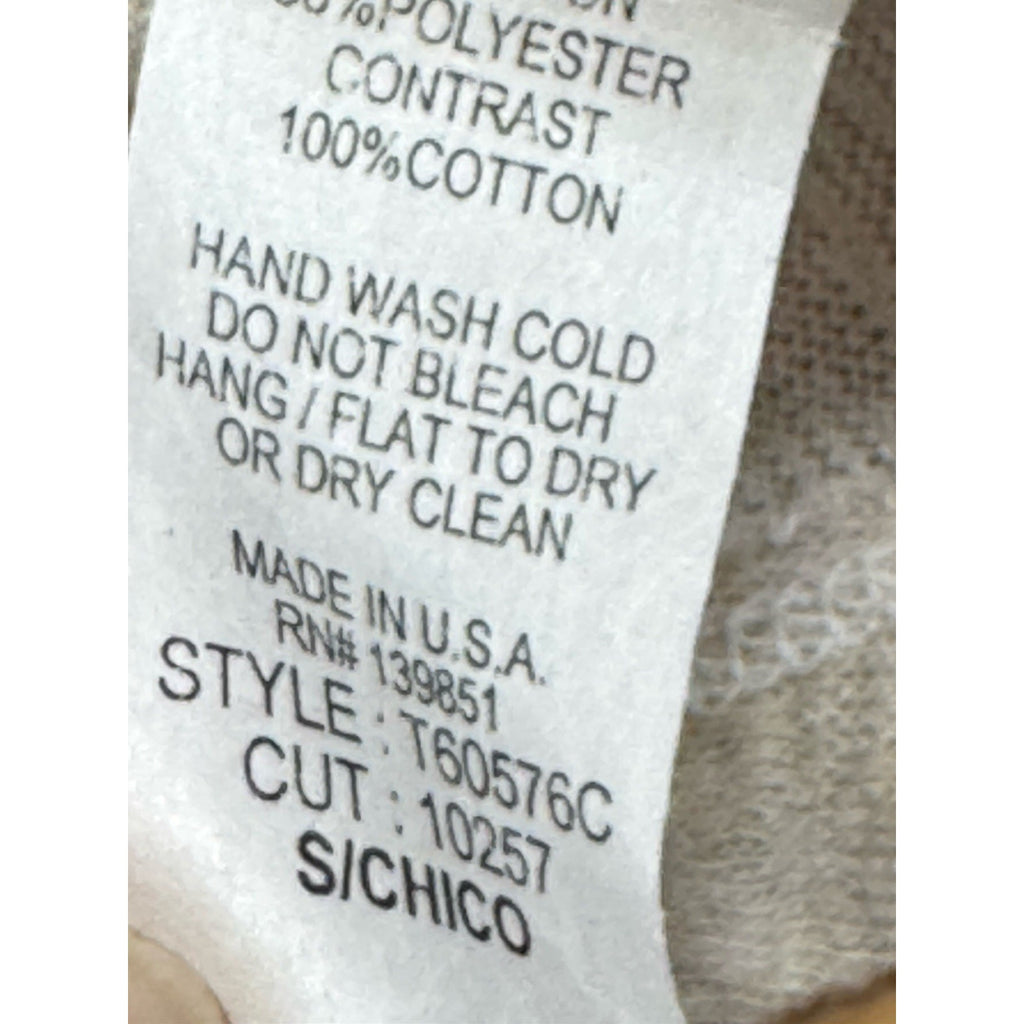 %POLYESTER
CONTRAST
100%COTTON
HAND WASH COLD
DO NOT BLEACH
HANG / FLAT TO DRY
OR DRY CLEAN
MADE IN U.S.A.
RN# 139851
STYLE : T60576C
CUT : 10257
S/CHICO